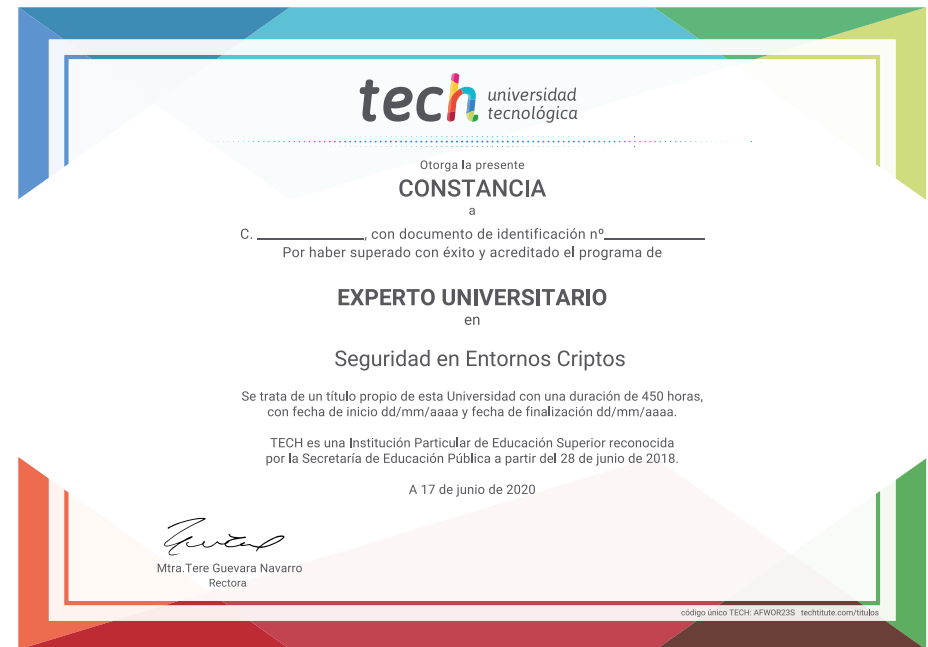 tech universidad
tecnológica
Otorga la presente
CONSTANCIA
a
C. ______________, con documento de identificación nº_____________
Por haber superado con éxito y acreditado el programa de
EXPERTO UNIVERSITARIO
en
Seguridad en Entornos Criptos
Se trata de un título propio de esta Universidad con una duración de 450 horas,
con fecha de inicio dd/mm/aaaa y fecha de finalización dd/mm/aaaa.
TECH es una Institución Particular de Educación Superior reconocida
por la Secretaría de Educación Pública a partir del 28 de junio de 2018.
A 17 de junio de 2020
Mtra.Tere Guevara Navarro
Rectora
código único TECH: AFWOR23S techtitute.com/titulos